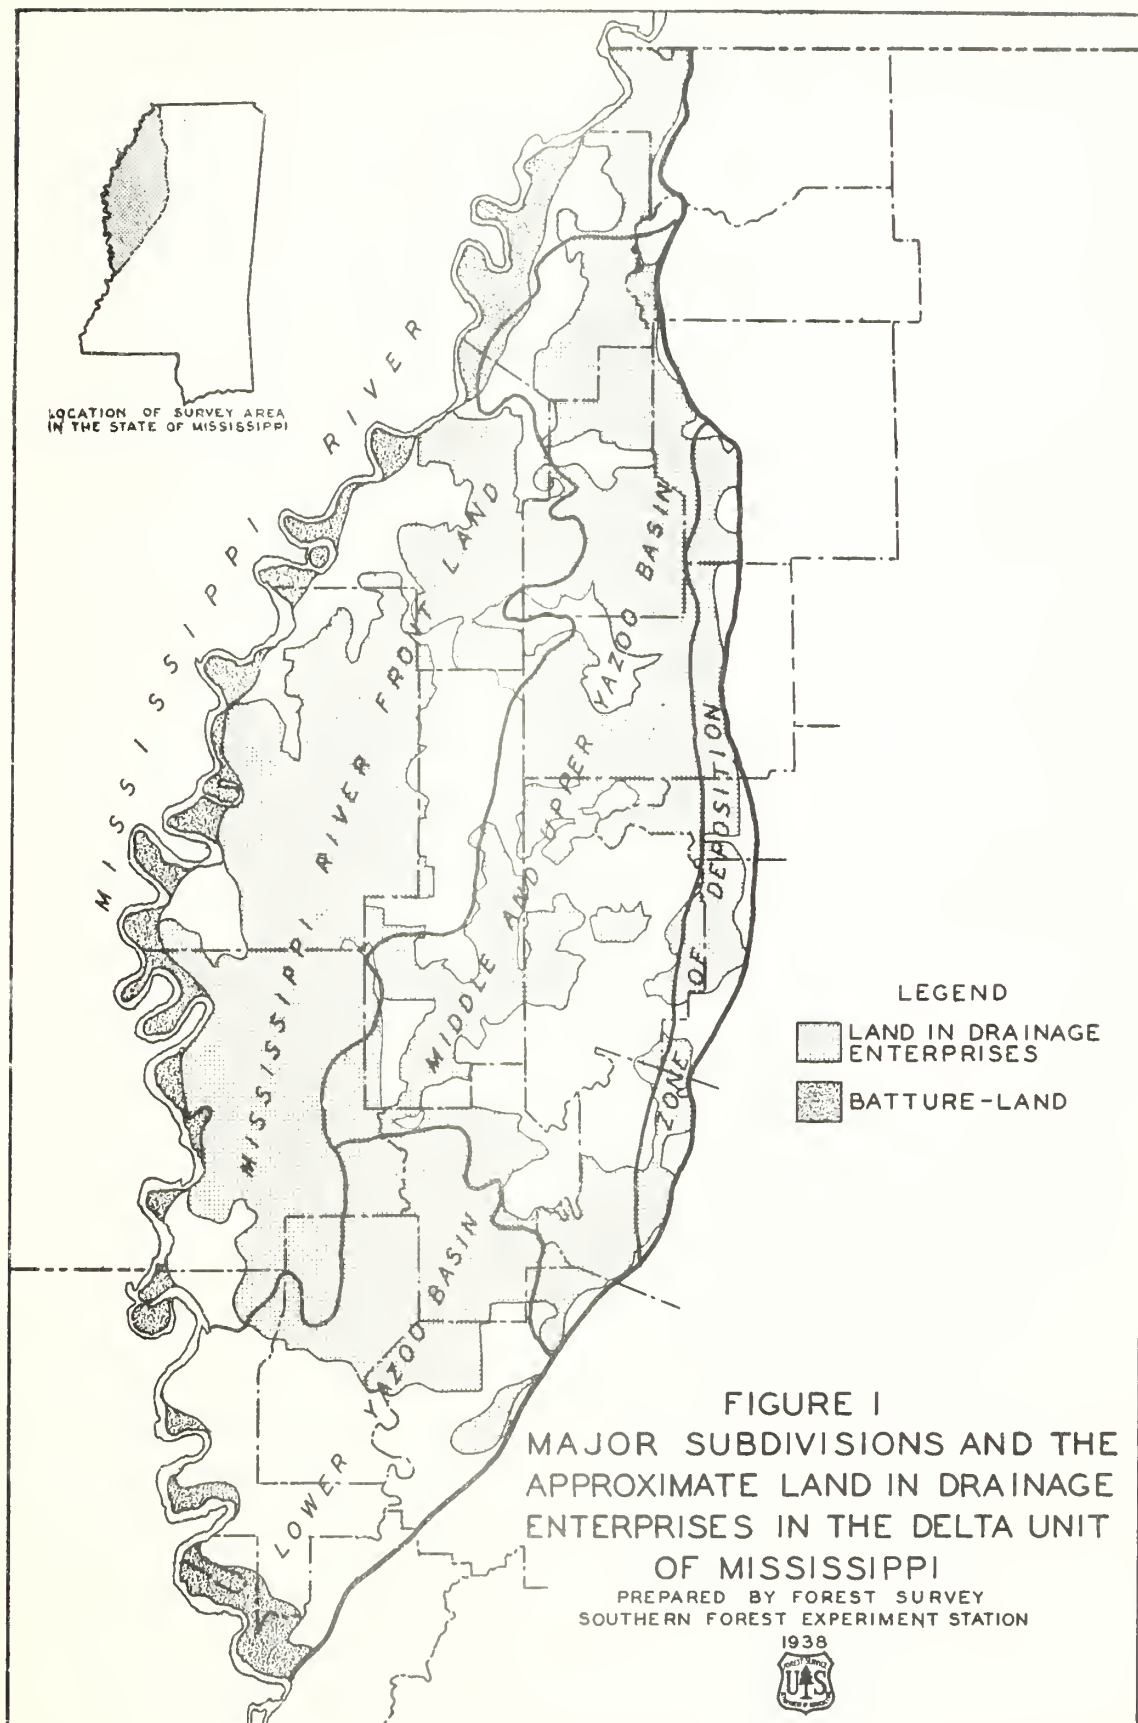 LOCATION OF SURVEY AREA
IN THE STATE OF MISSISSIPPI
MISSISSIPPI RIVER
MISSISSIPPI RIVER FRONT LAND
MIDDLE AND UPPER YAZOO BASIN
ZONE OF DEPOSITION
LOWER YAZOO BASIN
LEGEND
LAND IN DRAINAGE
ENTERPRISES
BATTURE-LAND
FIGURE I
MAJOR SUBDIVISIONS AND THE
APPROXIMATE LAND IN DRAINAGE
ENTERPRISES IN THE DELTA UNIT
OF MISSISSIPPI
PREPARED BY FOREST SURVEY
SOUTHERN FOREST EXPERIMENT STATION
1938
FOREST SERVICE
U S